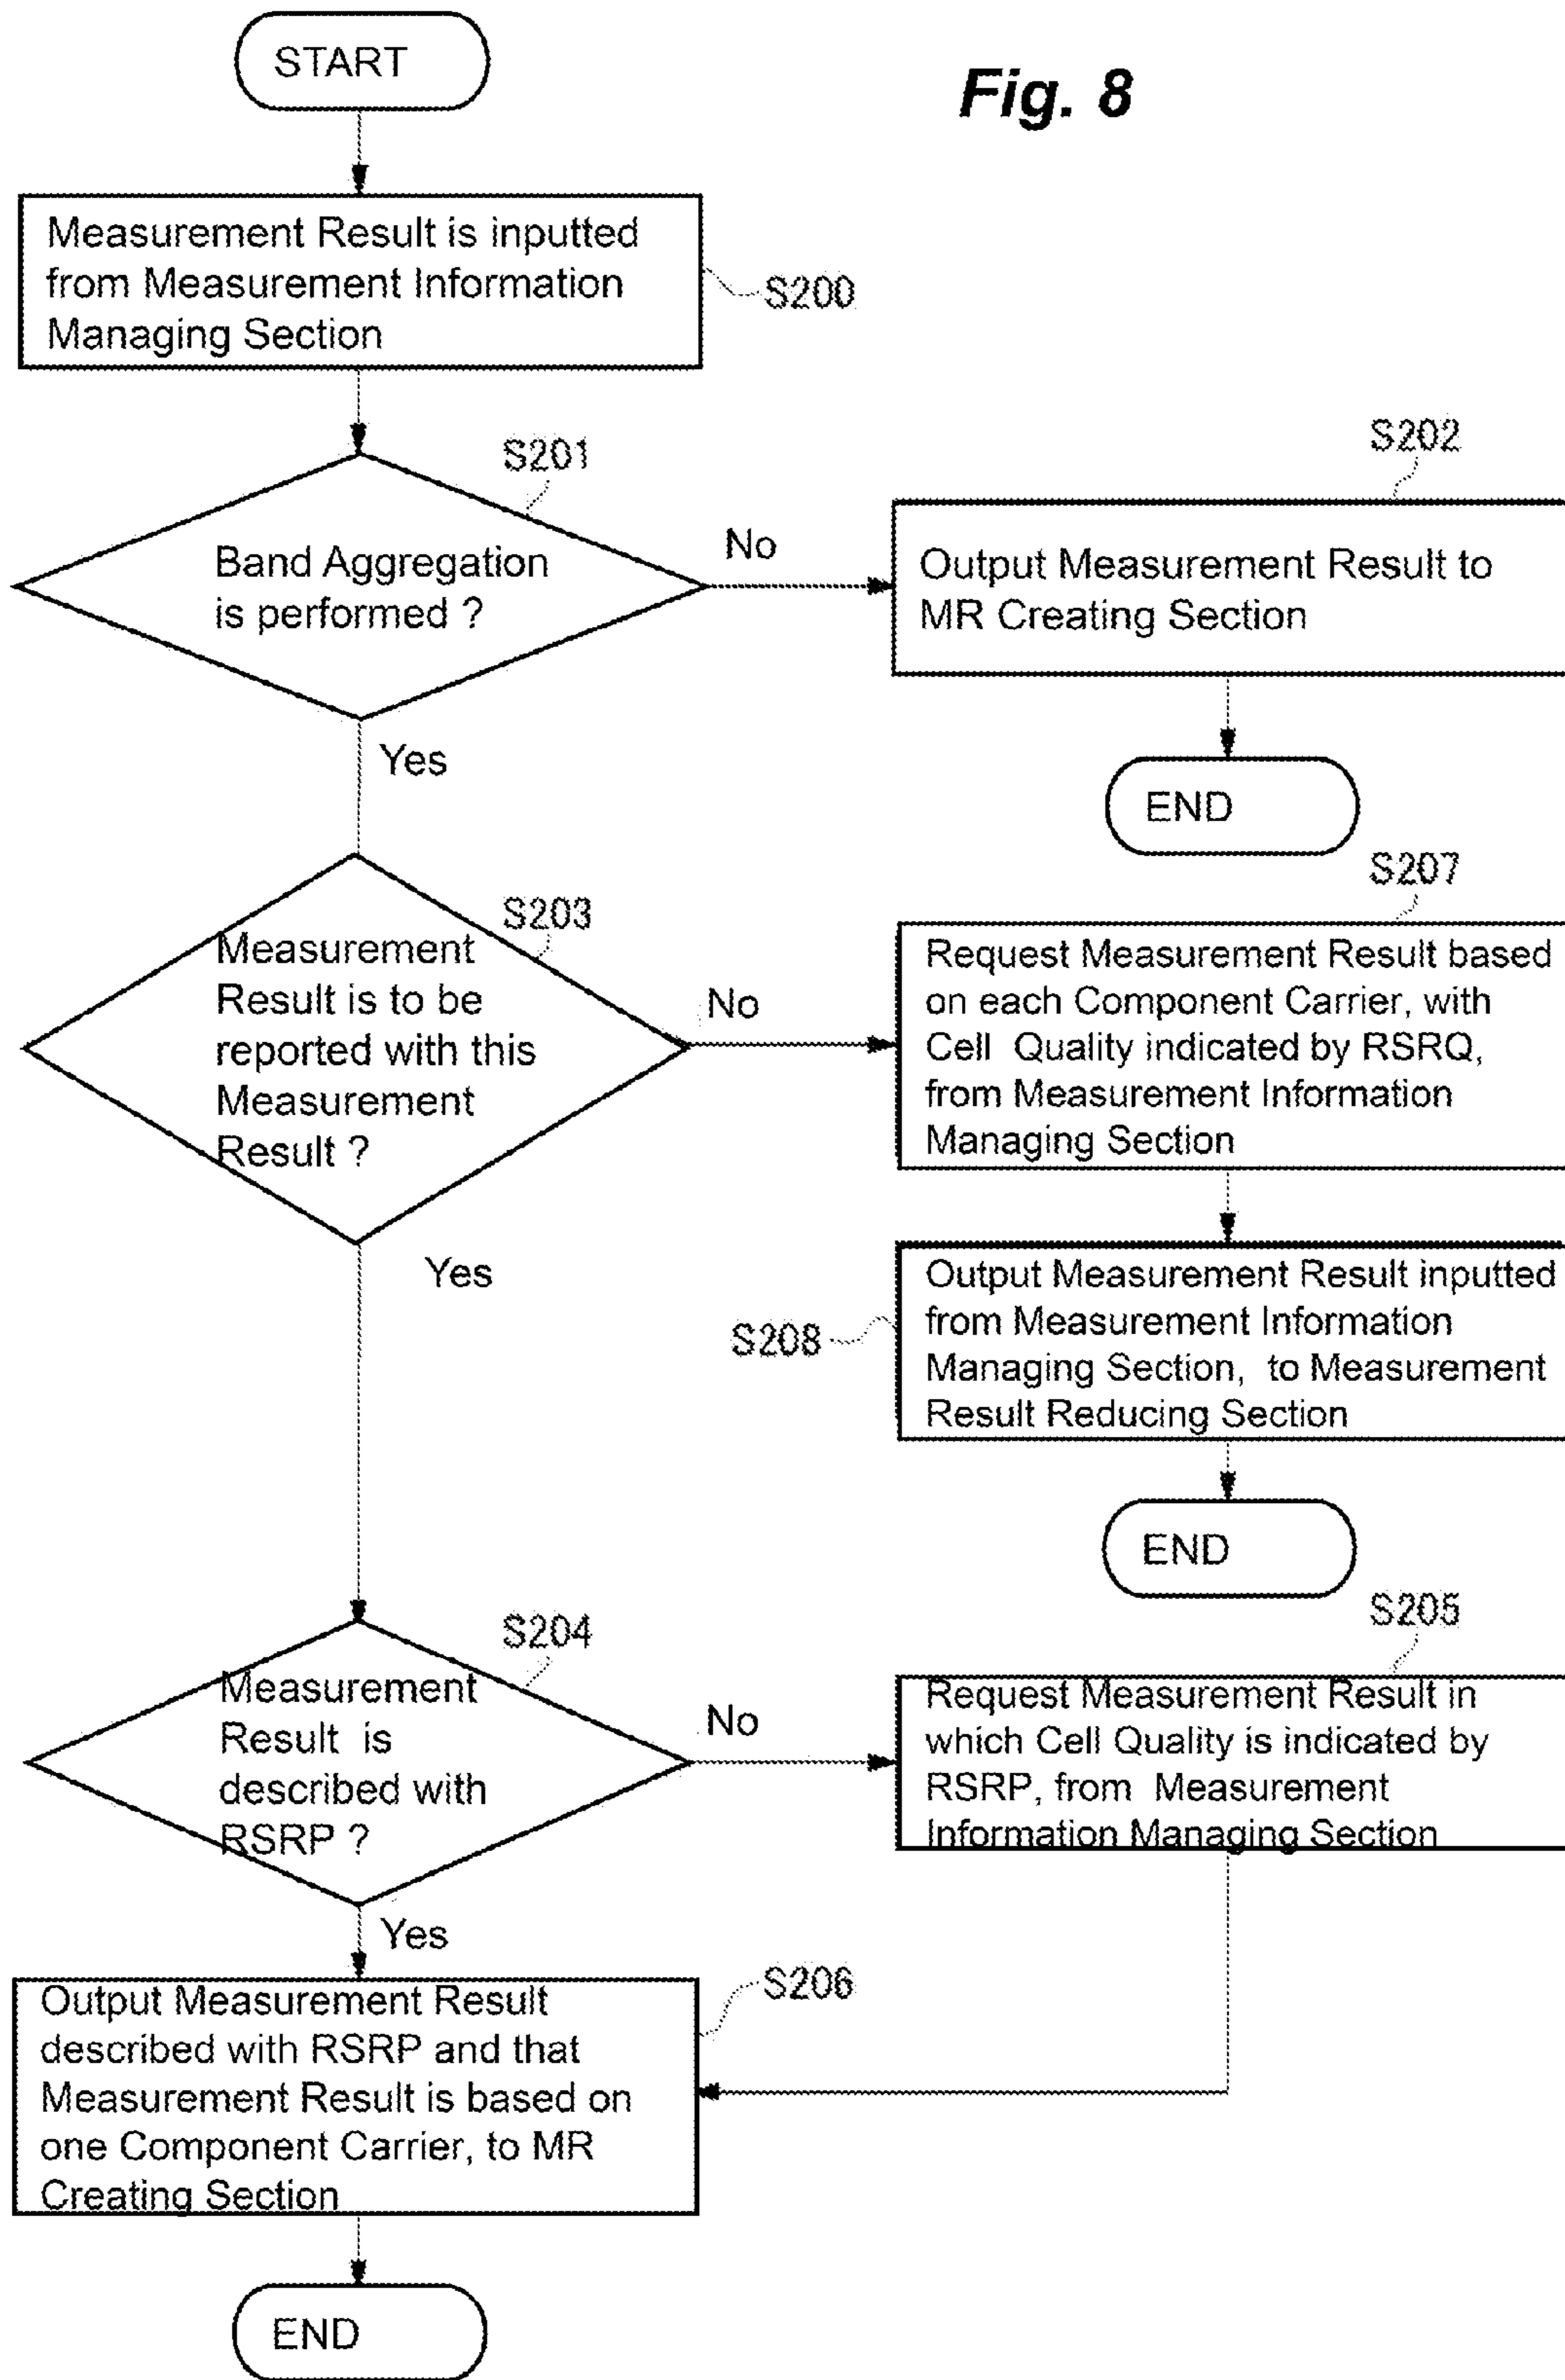 START
Fig. 8
Measurement Result is inputted
from Measurement Information
Managing Section
S200
S201
Band Aggregation
is performed ?
No
Yes
S202
Output Measurement Result to
MR Creating Section
END
S203
Measurement
Result is to be
reported with this
Measurement
Result ?
No
Yes
S207
Request Measurement Result based
on each Component Carrier, with
Cell Quality indicated by RSRQ,
from Measurement Information
Managing Section
S208
Output Measurement Result inputted
from Measurement Information
Managing Section, to Measurement
Result Reducing Section
END
S204
Measurement
Result is
described with
RSRP ?
No
Yes
S205
Request Measurement Result in
which Cell Quality is indicated by
RSRP, from Measurement
Information Managing Section
S206
Output Measurement Result
described with RSRP and that
Measurement Result is based on
one Component Carrier, to MR
Creating Section
END